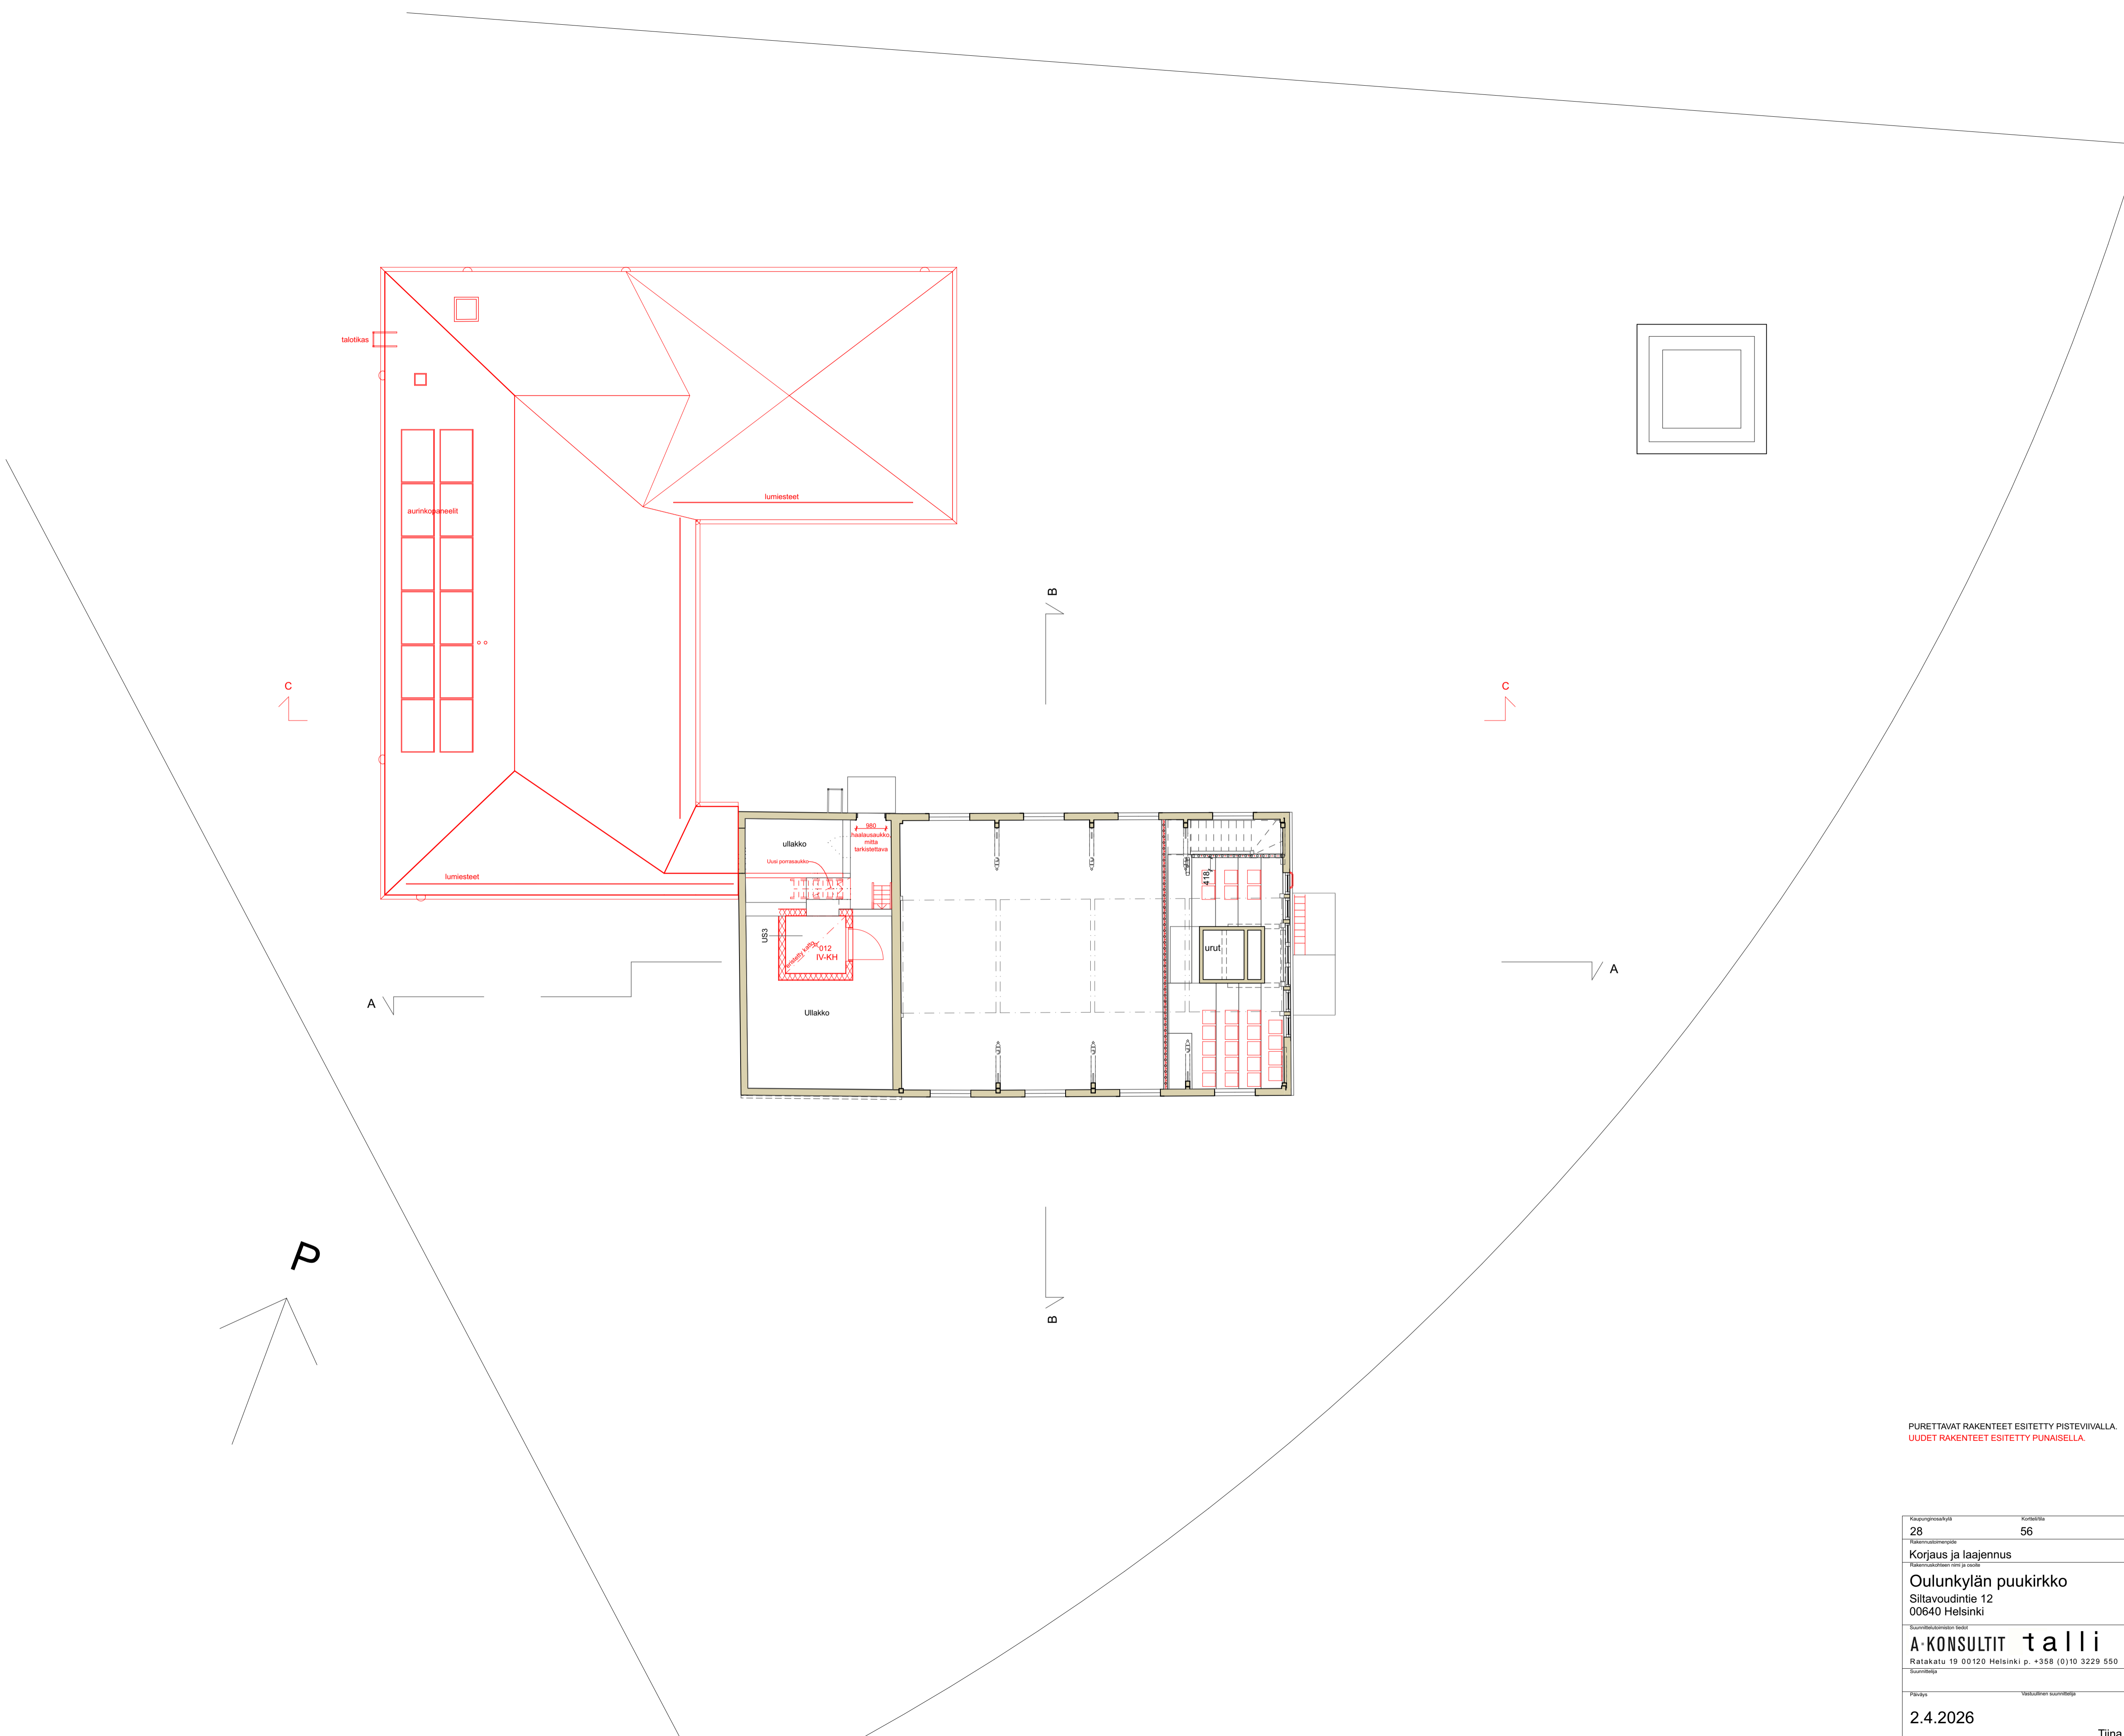 talotikas
lumiesteet
aurinkopaneelit
B
C
C
980
haalausaukko,
mitta
tarkistettava
ullakko
Uusi porrasaukko
lumiesteet
418
US3
eristetty katto
012
IV-KH
urut
A
A
Ullakko
P
B
PURETTAVAT RAKENTEET ESITETTY PISTEVIIVALLA.
UUDET RAKENTEET ESITETTY PUNAISELLA.
Kaupunginosa/kylä Kortteli/tila
28 56
Rakennustoimenpide
Korjaus ja laajennus
Rakennuskohteen nimi ja osoite
Oulunkylän puukirkko
Siltavoudintie 12
00640 Helsinki
Suunnittelutoimiston tiedot
A·KONSULTIT talli
Ratakatu 19 00120 Helsinki p. +358 (0)10 3229 550
Suunnittelija
Päiväys Vastuullinen suunnittelija
2.4.2026
Tiina